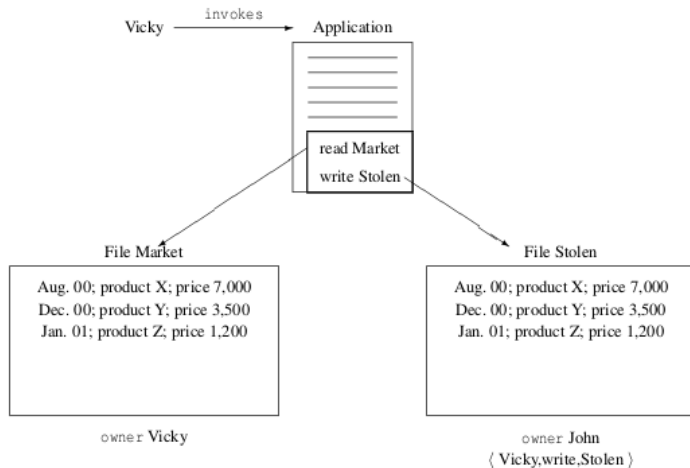 invokes
Vicky
Application
read Market
write Stolen
File Market
Aug. 00; product X; price 7,000
Dec. 00; product Y; price 3,500
Jan. 01; product Z; price 1,200
owner Vicky
File Stolen
Aug. 00; product X; price 7,000
Dec. 00; product Y; price 3,500
Jan. 01; product Z; price 1,200
owner John
⟨ Vicky,write,Stolen ⟩